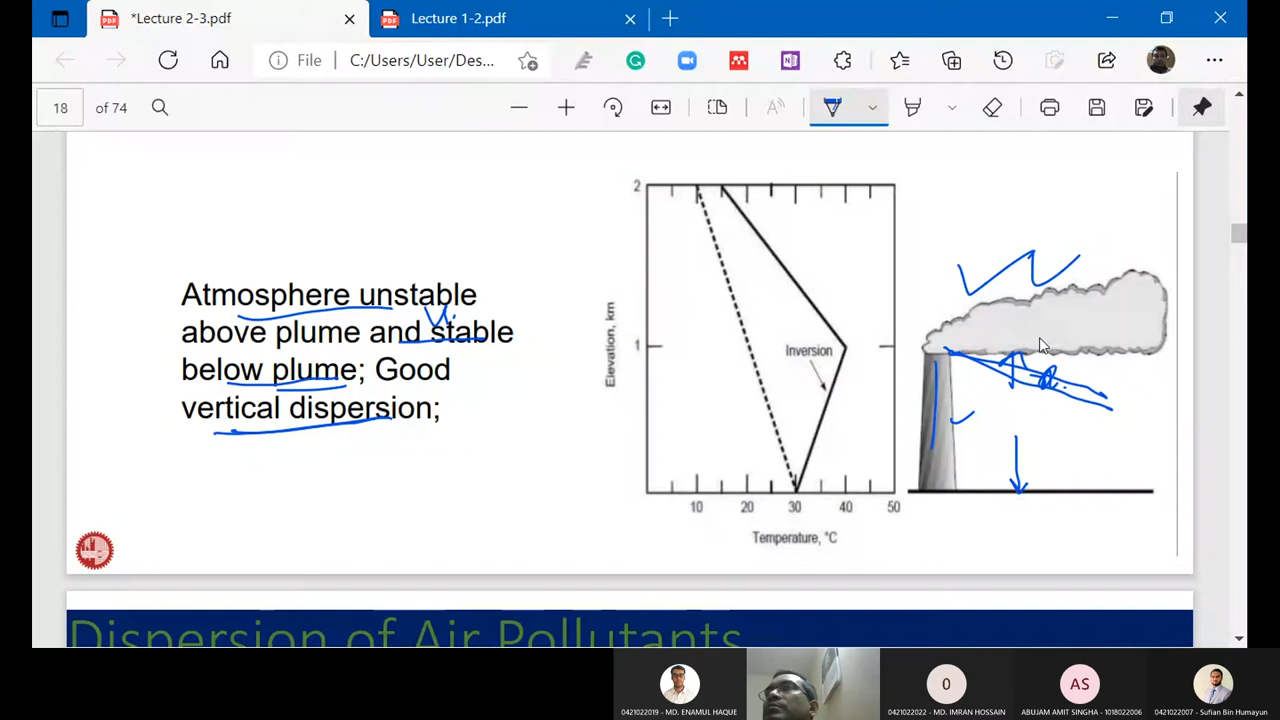 *Lecture 2-3.pdf
Lecture 1-2.pdf
File
C:/Users/User/Des...
18
of 74
Atmosphere unstable
above plume and stable
below plume; Good
vertical dispersion;
2
1
Elevation, km
Inversion
10 20 30 40 50
Temperature, °C
Dispersion of Air Pollutants
0
AS
0421022019 - MD. ENAMUL HAQUE
0421022022 - MD. IMRAN HOSSAIN
ABUJAM AMIT SINGHA - 1018022006
0421022007 - Sufian Bin Humayun